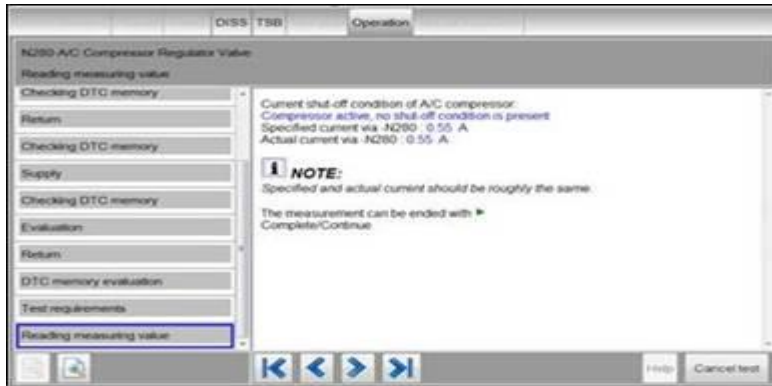 DISS TSB Operation
N280-A/C Compressor Regulator Valve
Reading measuring value
Checking DTC memory
Return
Checking DTC memory
Supply
Checking DTC memory
Evaluation
Return
DTC memory evaluation
Test requirements
Reading measuring value
Current shut-off condition of A/C compressor:
Compressor active, no shut-off condition is present
Specified current via -N280 : 0.55 A
Actual current via -N280 : 0.55 A
i NOTE:
Specified and actual current should be roughly the same.
The measurement can be ended with
Complete/Continue
Help Cancel test